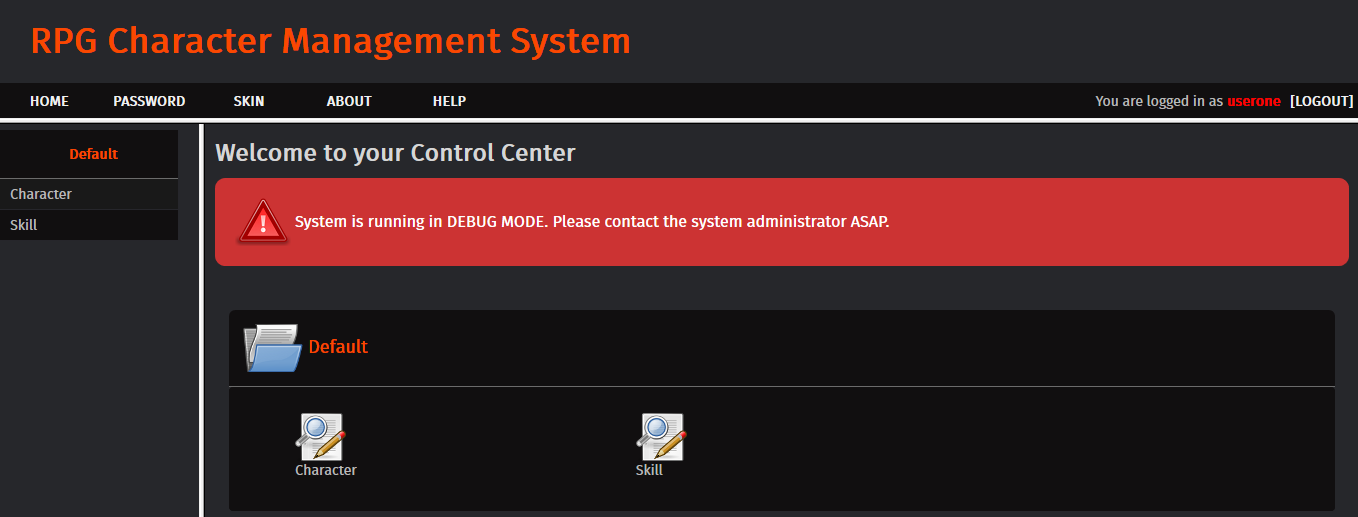 RPG Character Management System
HOME PASSWORD SKIN ABOUT HELP You are logged in as userone [LOGOUT]
Default
Character
Skill
Welcome to your Control Center
System is running in DEBUG MODE. Please contact the system administrator ASAP.
Default
Character Skill